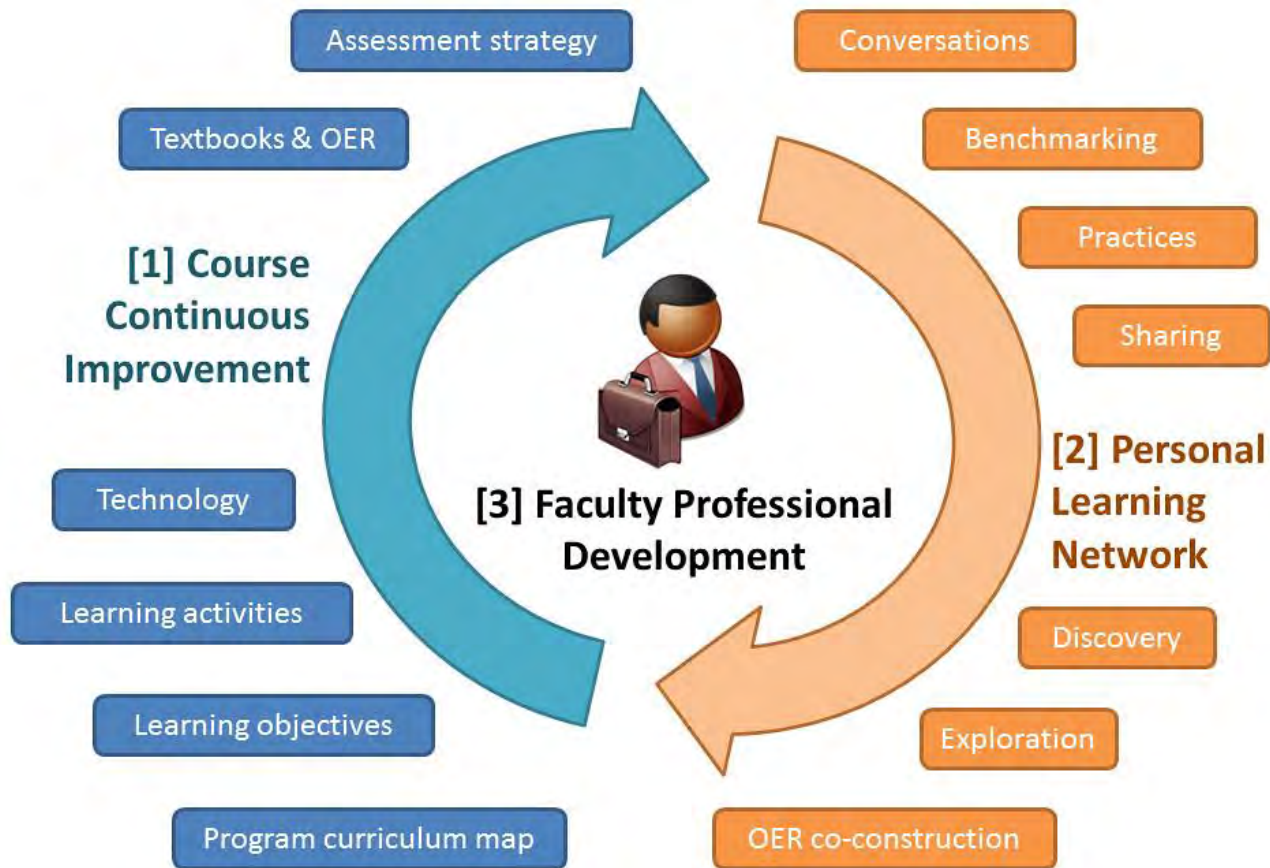 Assessment strategy
Textbooks & OER
[1] Course
Continuous
Improvement
Technology
Learning activities
Learning objectives
Program curriculum map
[3] Faculty Professional
Development
Conversations
Benchmarking
Practices
Sharing
[2] Personal
Learning
Network
Discovery
Exploration
OER co-construction